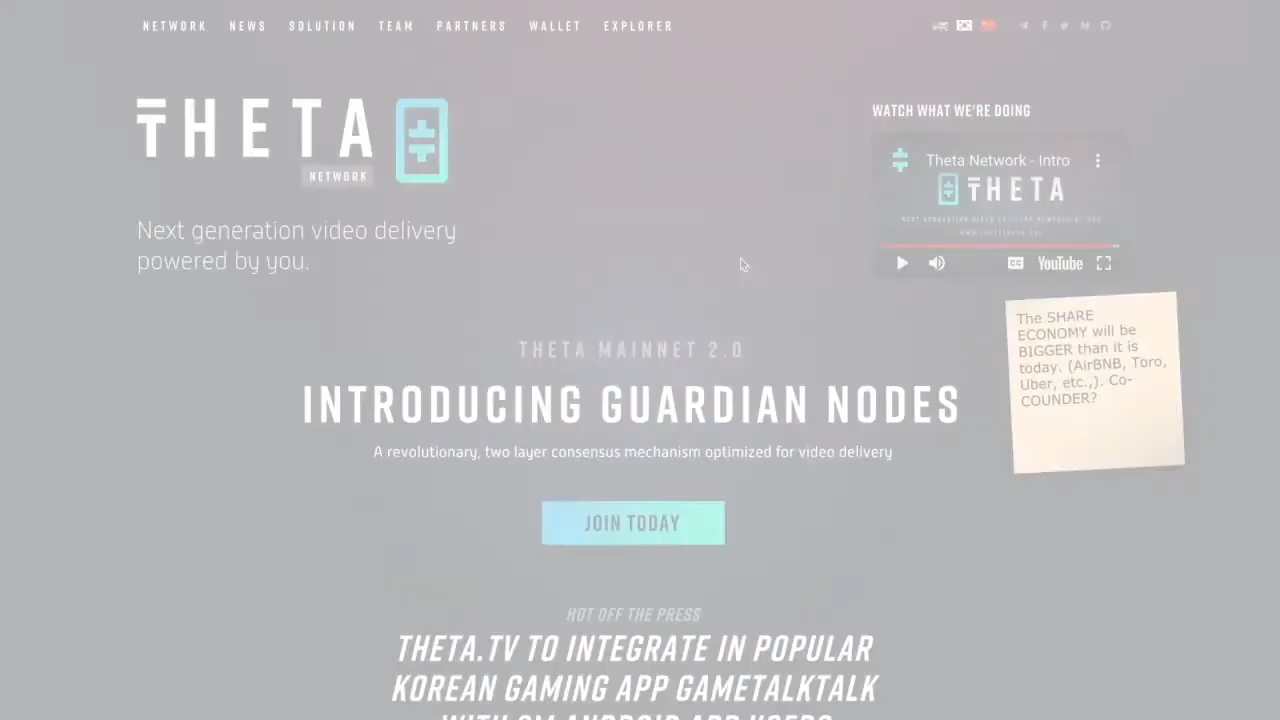 NETWORK NEWS SOLUTION TEAM PARTNERS WALLET EXPLORER
THETA
NETWORK
Next generation video delivery
powered by you.
WATCH WHAT WE'RE DOING
Theta Network - Intro
THETA
YouTube
The SHARE
ECONOMY will be
BIGGER than it is
today. (AirBNB, Toro,
Uber, etc.,). Co-
COUNDER?
THETA MAINNET 2.0
INTRODUCING GUARDIAN NODES
A revolutionary, two layer consensus mechanism optimized for video delivery
JOIN TODAY
HOT OFF THE PRESS
THETA.TV TO INTEGRATE IN POPULAR
KOREAN GAMING APP GAMETALKTALK